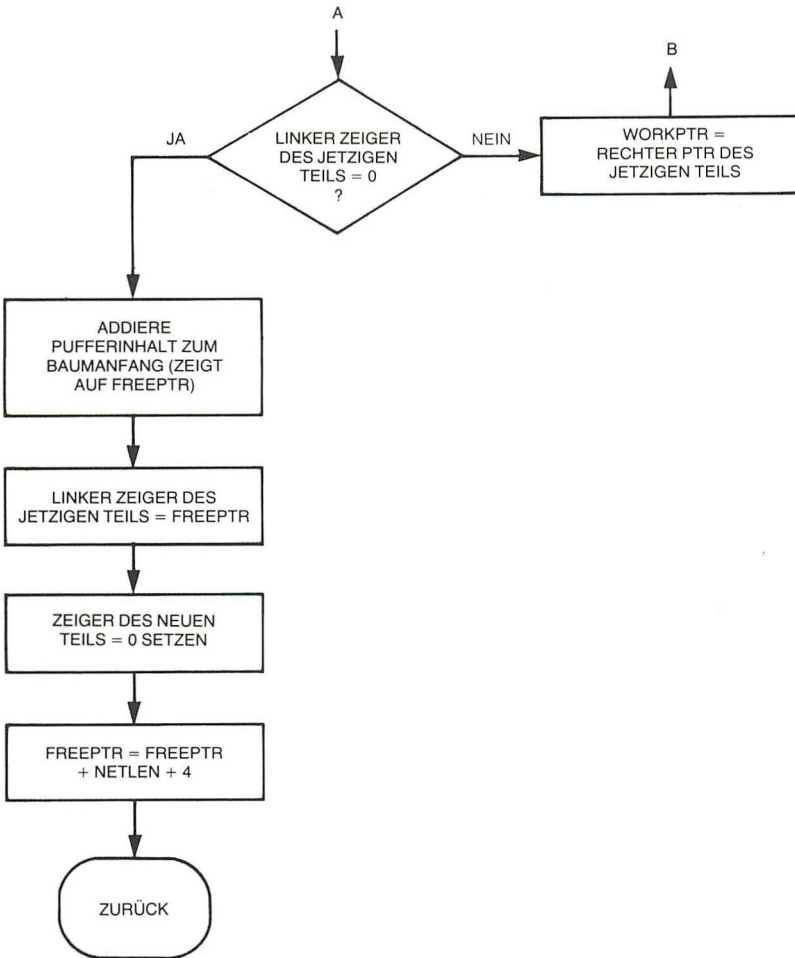 A
B
LINKER ZEIGER
DES JETZIGEN
TEILS = 0
?
JA
NEIN
WORKPTR =
RECHTER PTR DES
JETZIGEN TEILS
ADDIERE
PUFFERINHALT ZUM
BAUMANFANG (ZEIGT
AUF FREEPTR)
LINKER ZEIGER DES
JETZIGEN TEILS = FREEPTR
ZEIGER DES NEUEN
TEILS = 0 SETZEN
FREEPTR = FREEPTR
+ NETLEN + 4
ZURÜCK